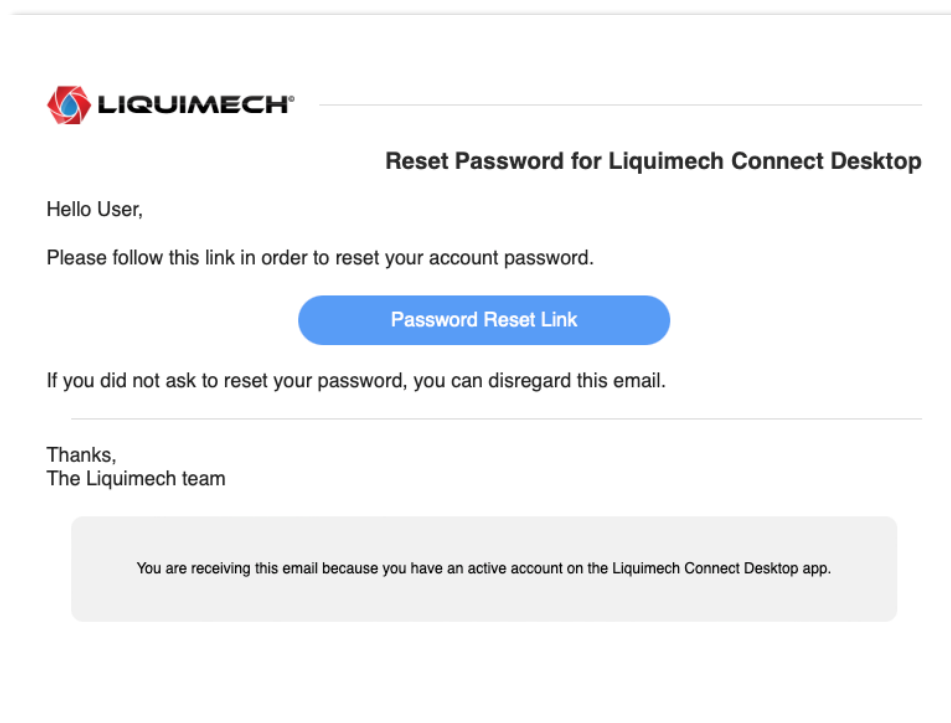 LIQUIMECH®
Reset Password for Liquimech Connect Desktop
Hello User,
Please follow this link in order to reset your account password.
Password Reset Link
If you did not ask to reset your password, you can disregard this email.
Thanks,
The Liquimech team
You are receiving this email because you have an active account on the Liquimech Connect Desktop app.